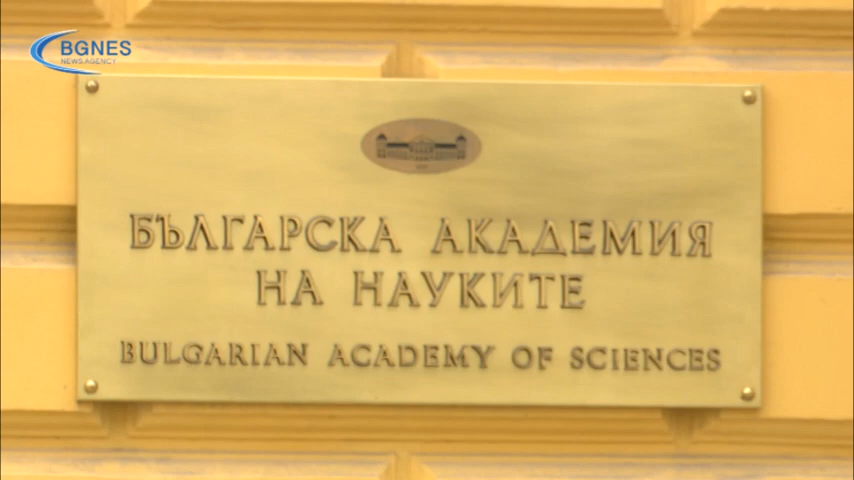 BGNES
NEWS AGENCY
БЪЛГАРСКА АКАДЕМИЯ
НА НАУКИТЕ
BULGARIAN ACADEMY OF SCIENCES